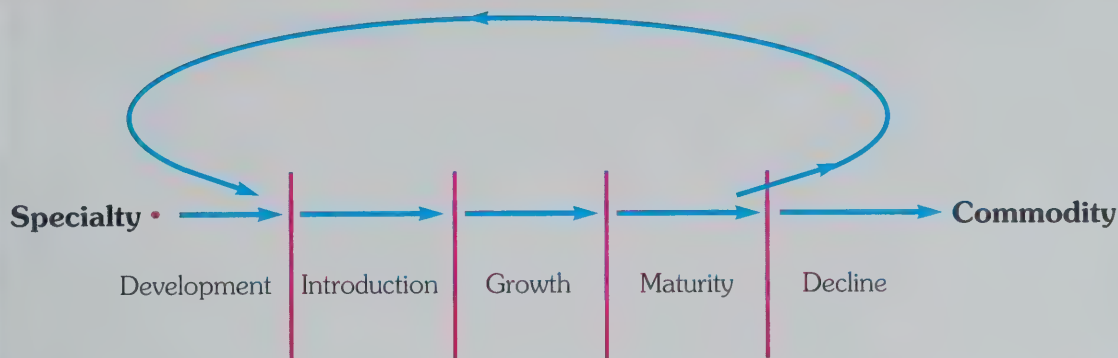 Specialty • Commodity
Development Introduction Growth Maturity Decline